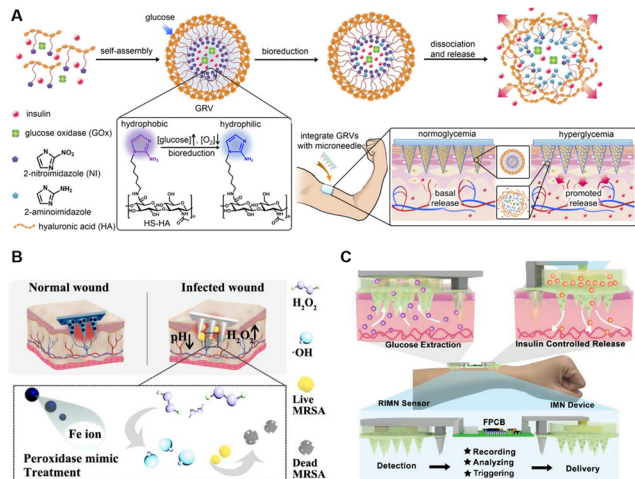 A
glucose
self-assembly
bioreduction
dissociation
and release
GRV
insulin
glucose oxidase (GOx)
NO₂
2-nitroimidazole (NI)
NH₂
2-aminoimidazole
hyaluronic acid (HA)
hydrophobic
hydrophilic
[glucose]↑, [O₂]↓
bioreduction
HS-HA
integrate GRVs
with microneedle
normoglycemia
hyperglycemia
basal
release
promoted
release
B
Normal wound
Infected wound
pH↓
H₂O₂↑
Fe ion
Peroxidase mimic
Treatment
H₂O₂
·OH
Live
MRSA
Dead
MRSA
C
Glucose Extraction
Insulin Controlled Release
RIMN Sensor
IMN Device
FPCB
Detection
★ Recording
★ Analyzing
★ Triggering
Delivery